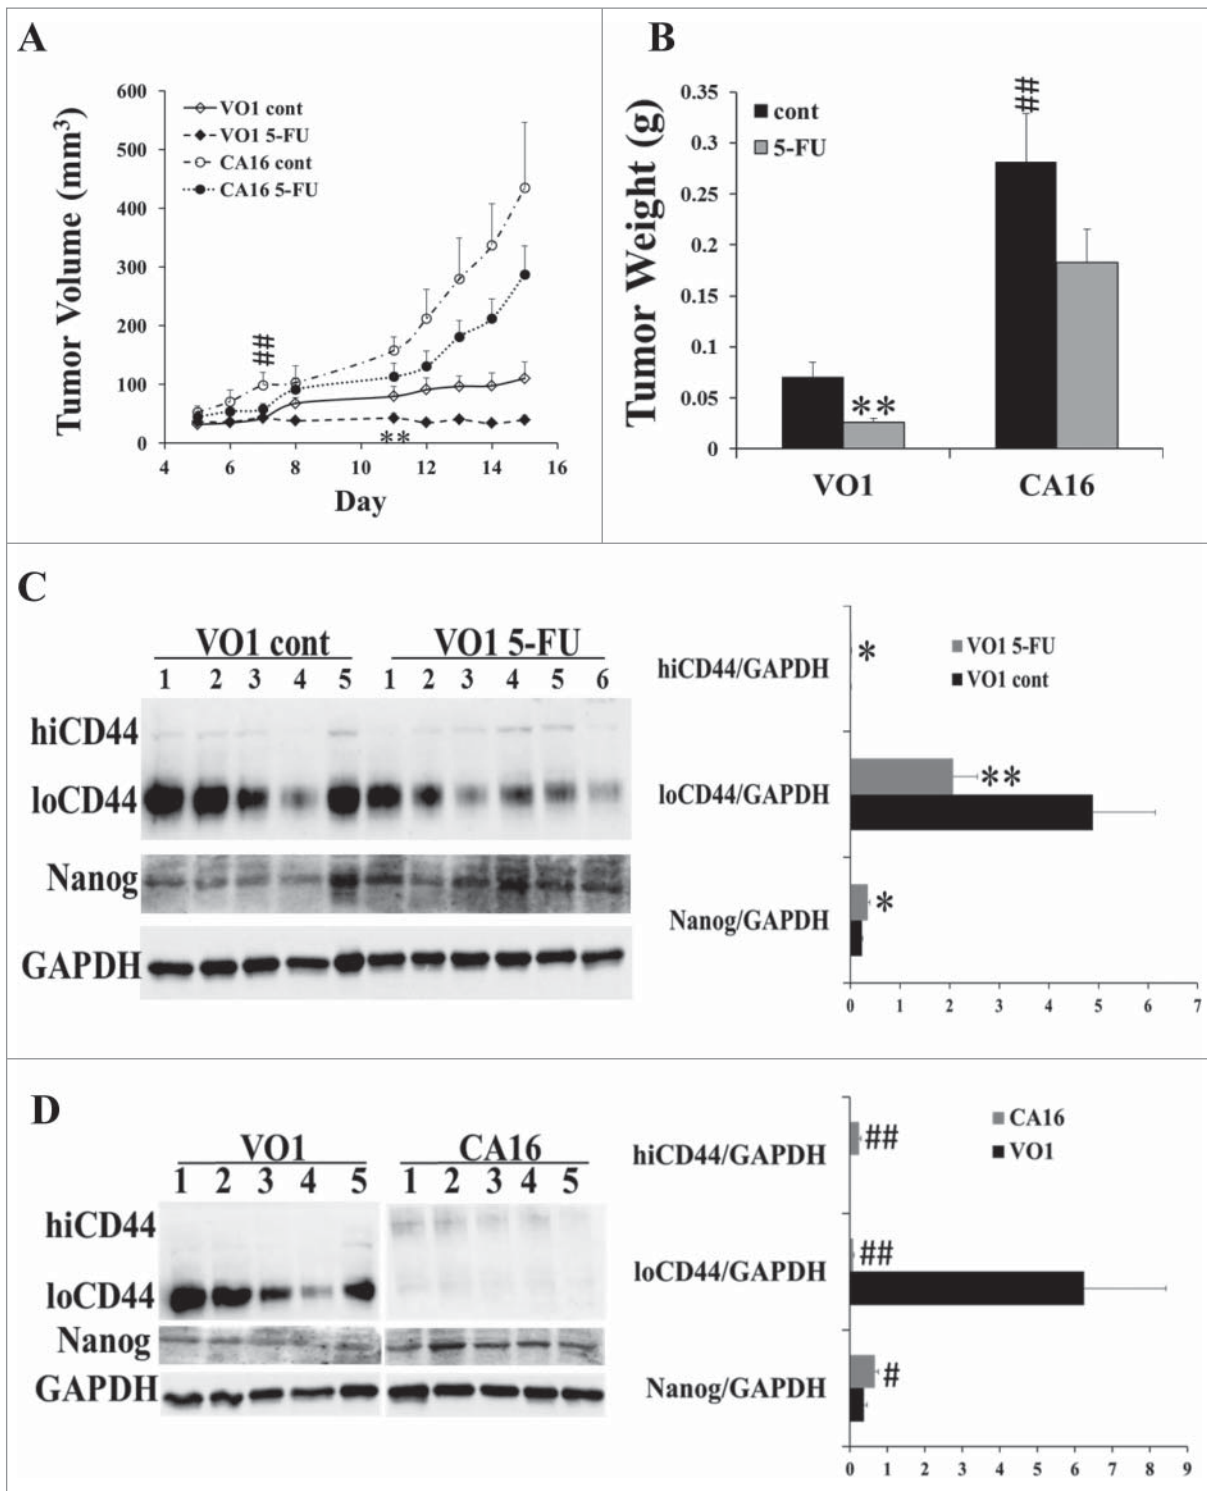 A
600
500
400
300
200
100
0
Tumor Volume (mm3)
VO1 cont
VO1 5-FU
CA16 cont
CA16 5-FU
##
**
4 6 8 10 12 14 16
Day
B
0.35
0.3
0.25
0.2
0.15
0.1
0.05
0
Tumor Weight (g)
cont
5-FU
##
**
VO1 CA16
C
VO1 cont VO1 5-FU
1 2 3 4 5 1 2 3 4 5 6
hiCD44
loCD44
Nanog
GAPDH
VO1 5-FU
VO1 cont
hiCD44/GAPDH *
loCD44/GAPDH **
Nanog/GAPDH *
0 1 2 3 4 5 6 7
D
VO1 CA16
1 2 3 4 5 1 2 3 4 5
hiCD44
loCD44
Nanog
GAPDH
CA16
VO1
hiCD44/GAPDH ##
loCD44/GAPDH ##
Nanog/GAPDH #
0 1 2 3 4 5 6 7 8 9